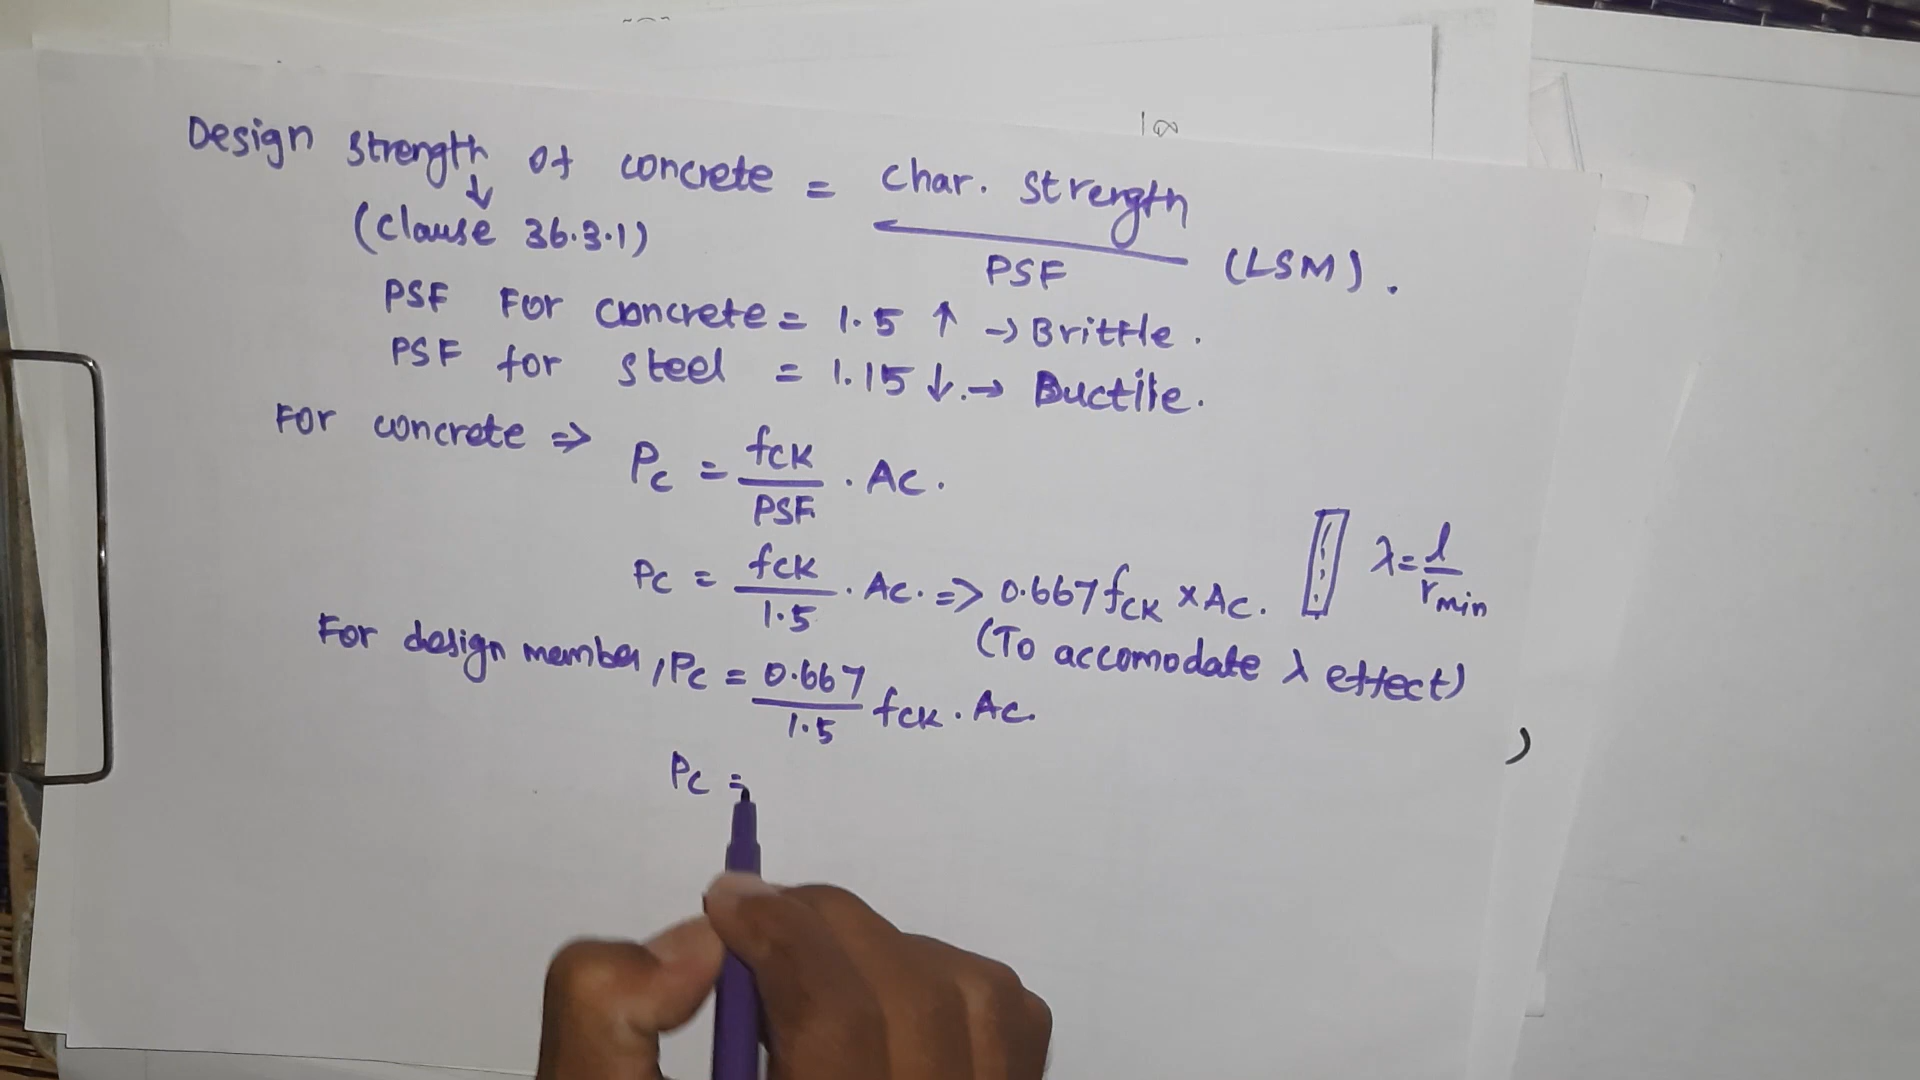 Design strength of concrete = Char. strength / PSF (LSM).
↓
(Clause 36.3.1)
PSF For concrete = 1.5 ↑ → Brittle.
PSF for steel = 1.15 ↓. → Ductile.
For concrete ⇒ Pc = fck / PSF . Ac.
Pc = fck / 1.5 . Ac. ⇒ 0.667 fck × Ac. λ = l / rmin
(To accomodate λ effect)
For design member, Pc = 0.667 / 1.5 fck . Ac.
Pc =